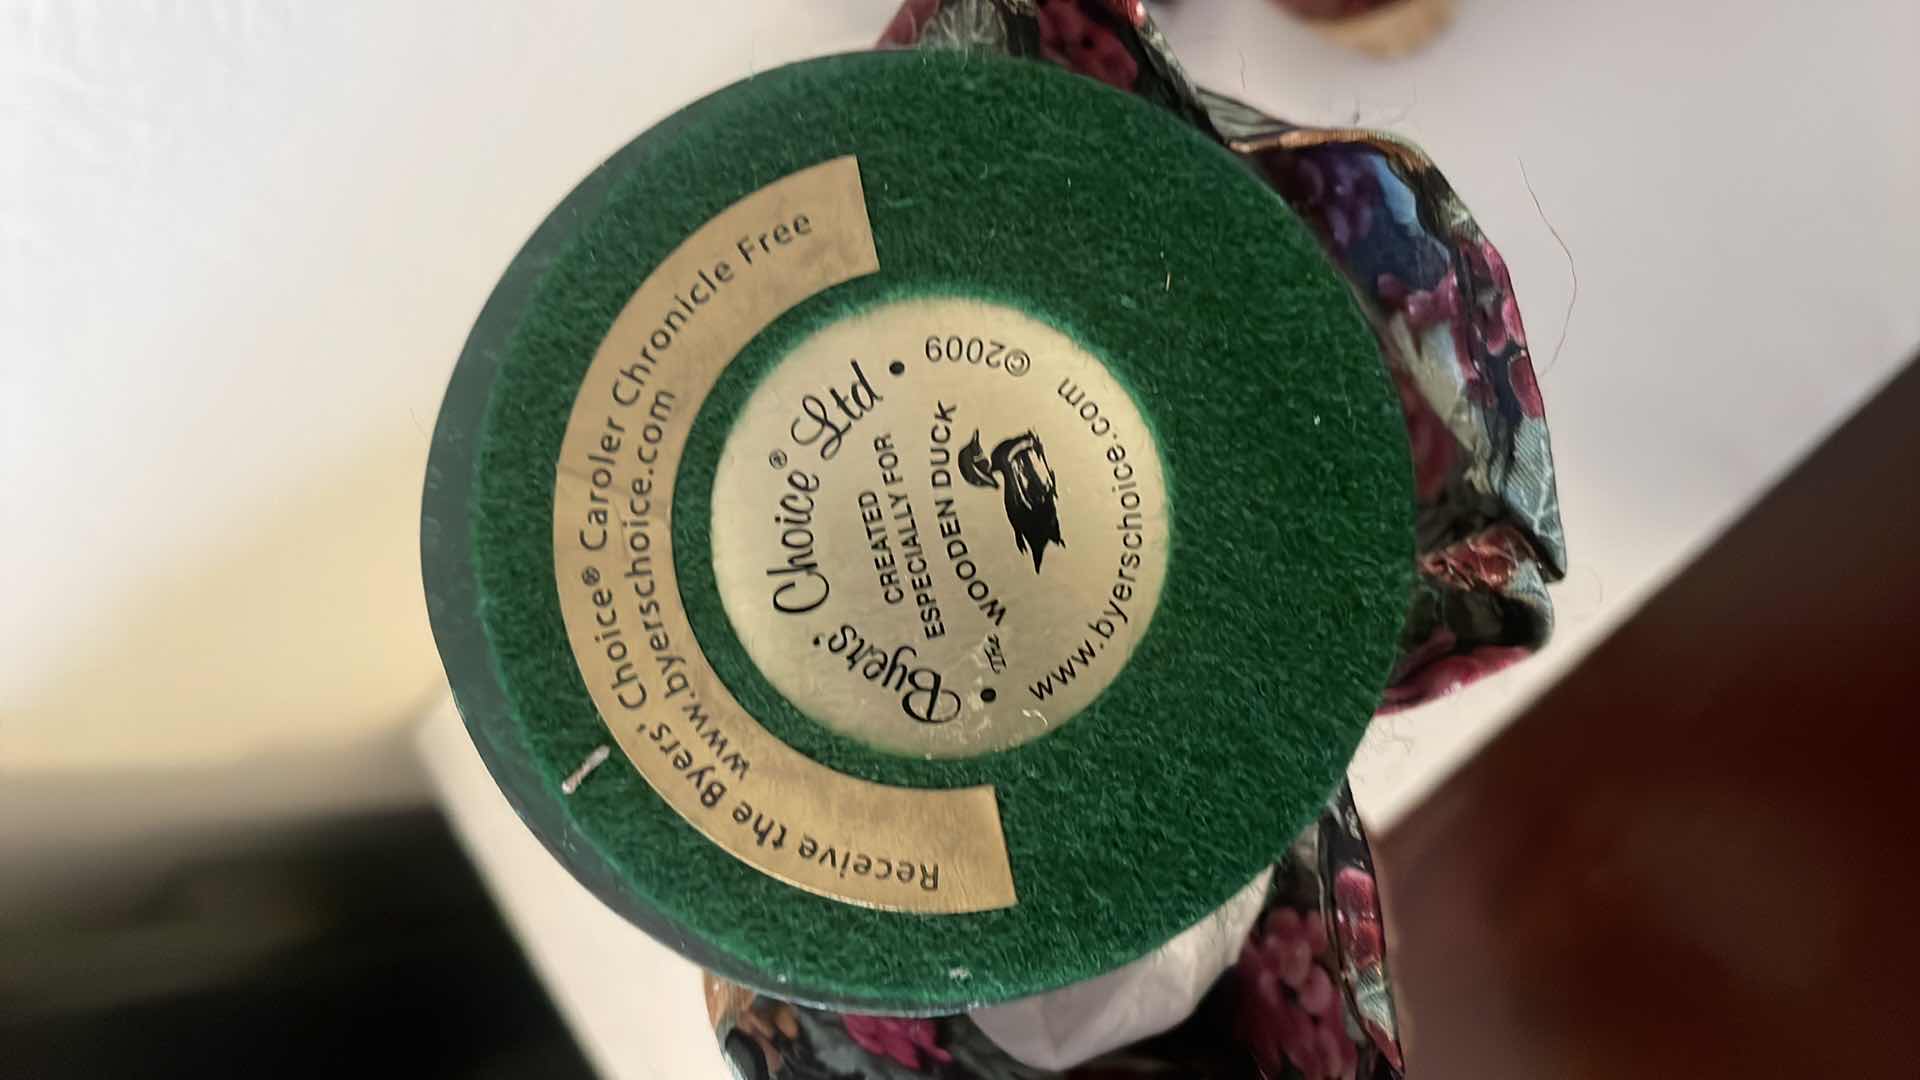 Receive the Byers' Choice® Caroler Chronicle Free
www.byerschoice.com
Byers' Choice® Ltd
CREATED
ESPECIALLY FOR
The WOODEN DUCK
©2009
www.byerschoice.com